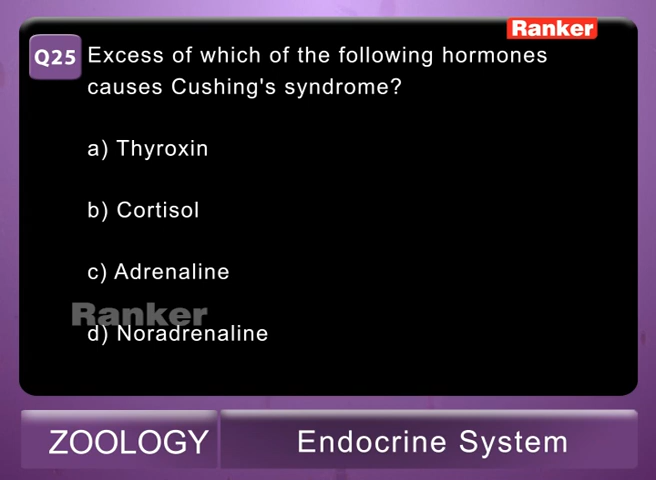 Ranker
Q25 Excess of which of the following hormones
causes Cushing's syndrome?
a) Thyroxin
b) Cortisol
c) Adrenaline
Ranker
d) Noradrenaline
ZOOLOGY Endocrine System